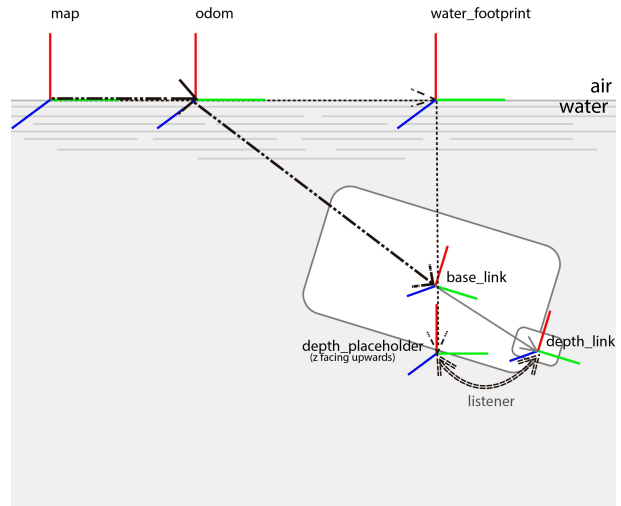 map
odom
water_footprint
air
water
base_link
depth_placeholder
(z facing upwards)
depth_link
listener